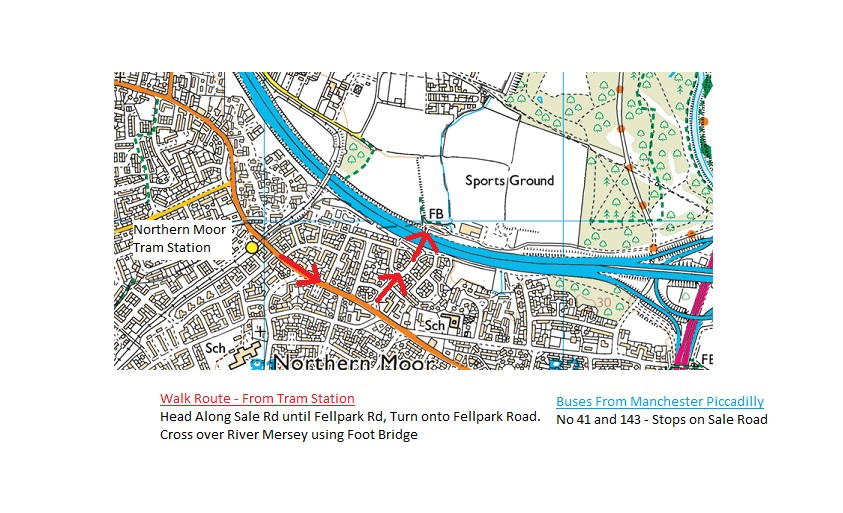 Sports Ground
FB
Northern Moor
Tram Station
30
Sch
Sch
Northern Moor
FE
Walk Route - From Tram Station
Head Along Sale Rd until Fellpark Rd, Turn onto Fellpark Road.
Cross over River Mersey using Foot Bridge
Buses From Manchester Piccadilly
No 41 and 143 - Stops on Sale Road